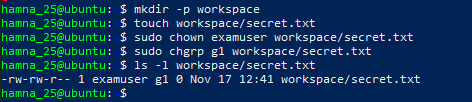 hamna_25@ubuntu: $ mkdir -p workspace
hamna_25@ubuntu: $ touch workspace/secret.txt
hamna_25@ubuntu: $ sudo chown examuser workspace/secret.txt
hamna_25@ubuntu: $ sudo chgrp g1 workspace/secret.txt
hamna_25@ubuntu: $ ls -l workspace/secret.txt
-rw-rw-r-- 1 examuser g1 0 Nov 17 12:41 workspace/secret.txt
hamna_25@ubuntu: $